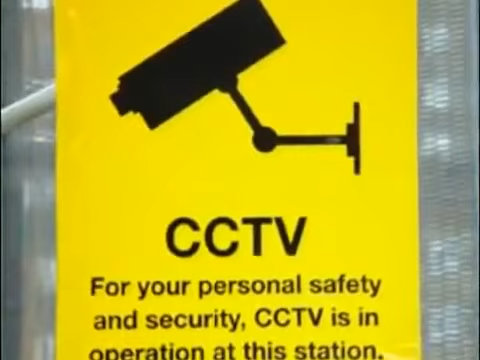 CCTV
For your personal safety
and security, CCTV is in
operation at this station.